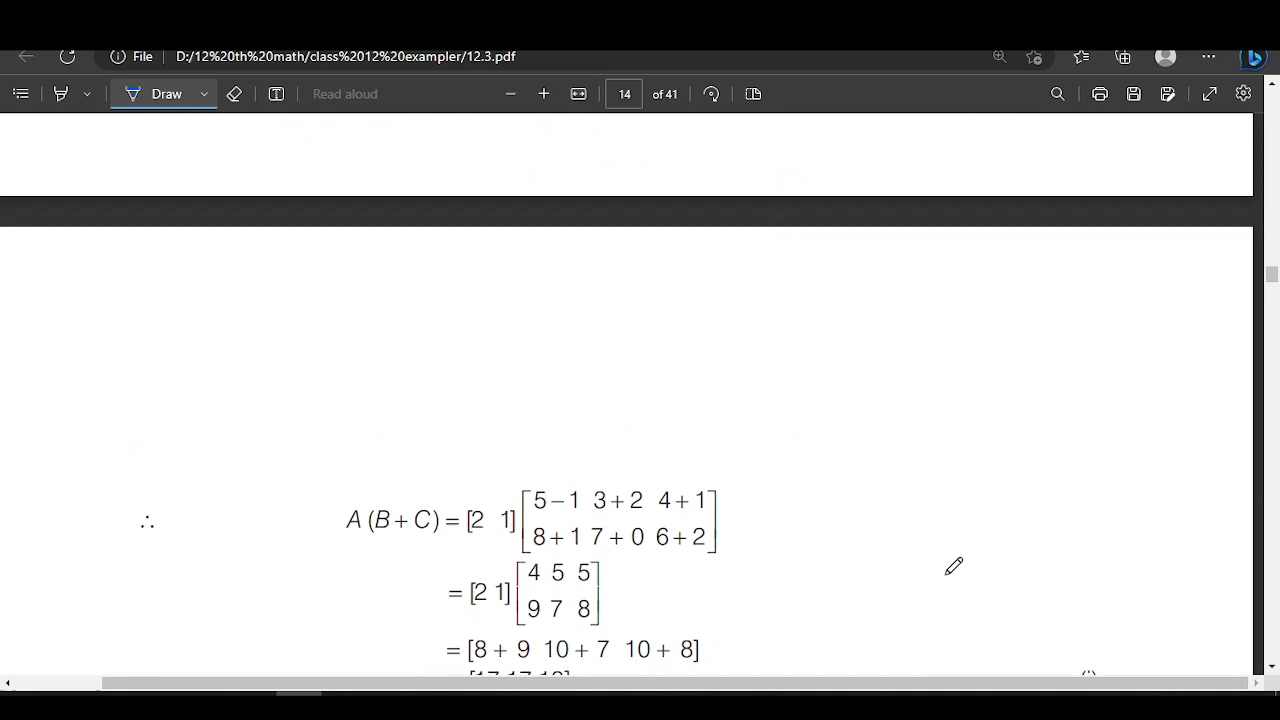 File D:/12%20th%20math/class%2012%20exampler/12.3.pdf
Draw Read aloud 14 of 41
∴ A (B + C) = [2 1] [5 − 1 3 + 2 4 + 1
8 + 1 7 + 0 6 + 2]
= [2 1] [4 5 5
9 7 8]
= [8 + 9 10 + 7 10 + 8]